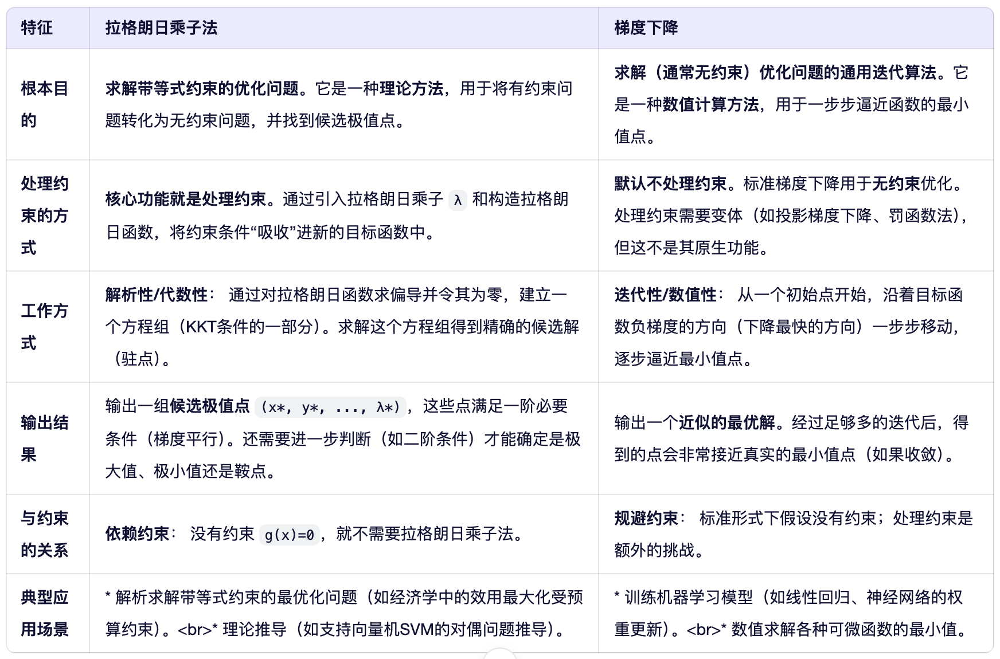 特征
拉格朗日乘子法
梯度下降
根本目
的
求解带等式约束的优化问题。它是一种理论方法，用于将有约束问
题转化为无约束问题，并找到候选极值点。
求解（通常无约束）优化问题的通用迭代算法。它
是一种数值计算方法，用于一步步逼近函数的最小
值点。
处理约
束的方
式
核心功能就是处理约束。通过引入拉格朗日乘子 λ 和构造拉格朗
日函数，将约束条件“吸收”进新的目标函数中。
默认不处理约束。标准梯度下降用于无约束优化。
处理约束需要变体（如投影梯度下降、罚函数法），
但这不是其原生功能。
工作方
式
解析性/代数性： 通过对拉格朗日函数求偏导并令其为零，建立一
个方程组（KKT条件的一部分）。求解这个方程组得到精确的候选解
（驻点）。
迭代性/数值性： 从一个初始点开始，沿着目标函
数负梯度的方向（下降最快的方向）一步步移动，
逐步逼近最小值点。
输出结
果
输出一组候选极值点 (x*, y*, ..., λ*)，这些点满足一阶必要
条件（梯度平行）。还需要进一步判断（如二阶条件）才能确定是极
大值、极小值还是鞍点。
输出一个近似的最优解。经过足够多的迭代后，得
到的点会非常接近真实的最小值点（如果收敛）。
与约束
的关系
依赖约束： 没有约束 g(x)=0，就不需要拉格朗日乘子法。
规避约束： 标准形式下假设没有约束；处理约束是
额外的挑战。
典型应
用场景
* 解析求解带等式约束的最优化问题（如经济学中的效用最大化受预
算约束）。<br>* 理论推导（如支持向量机SVM的对偶问题推导）。
* 训练机器学习模型（如线性回归、神经网络的权
重更新）。<br>* 数值求解各种可微函数的最小值。